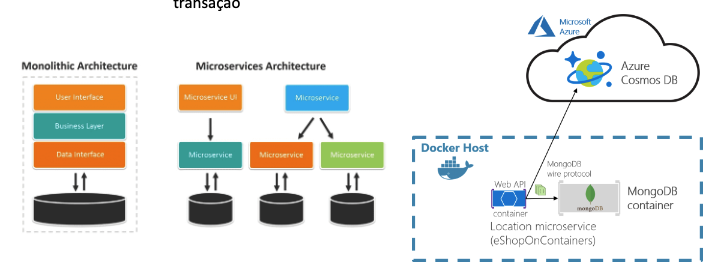 transação
Monolithic Architecture
User Interface
Business Layer
Data Interface
Microservices Architecture
Microservice UI
Microservice
Microservice
Microservice
Microservice
Microsoft
Azure
Azure
Cosmos DB
Docker Host
MongoDB
wire protocol
Web API
container
mongoDB
MongoDB
container
Location microservice
(eShopOnContainers)